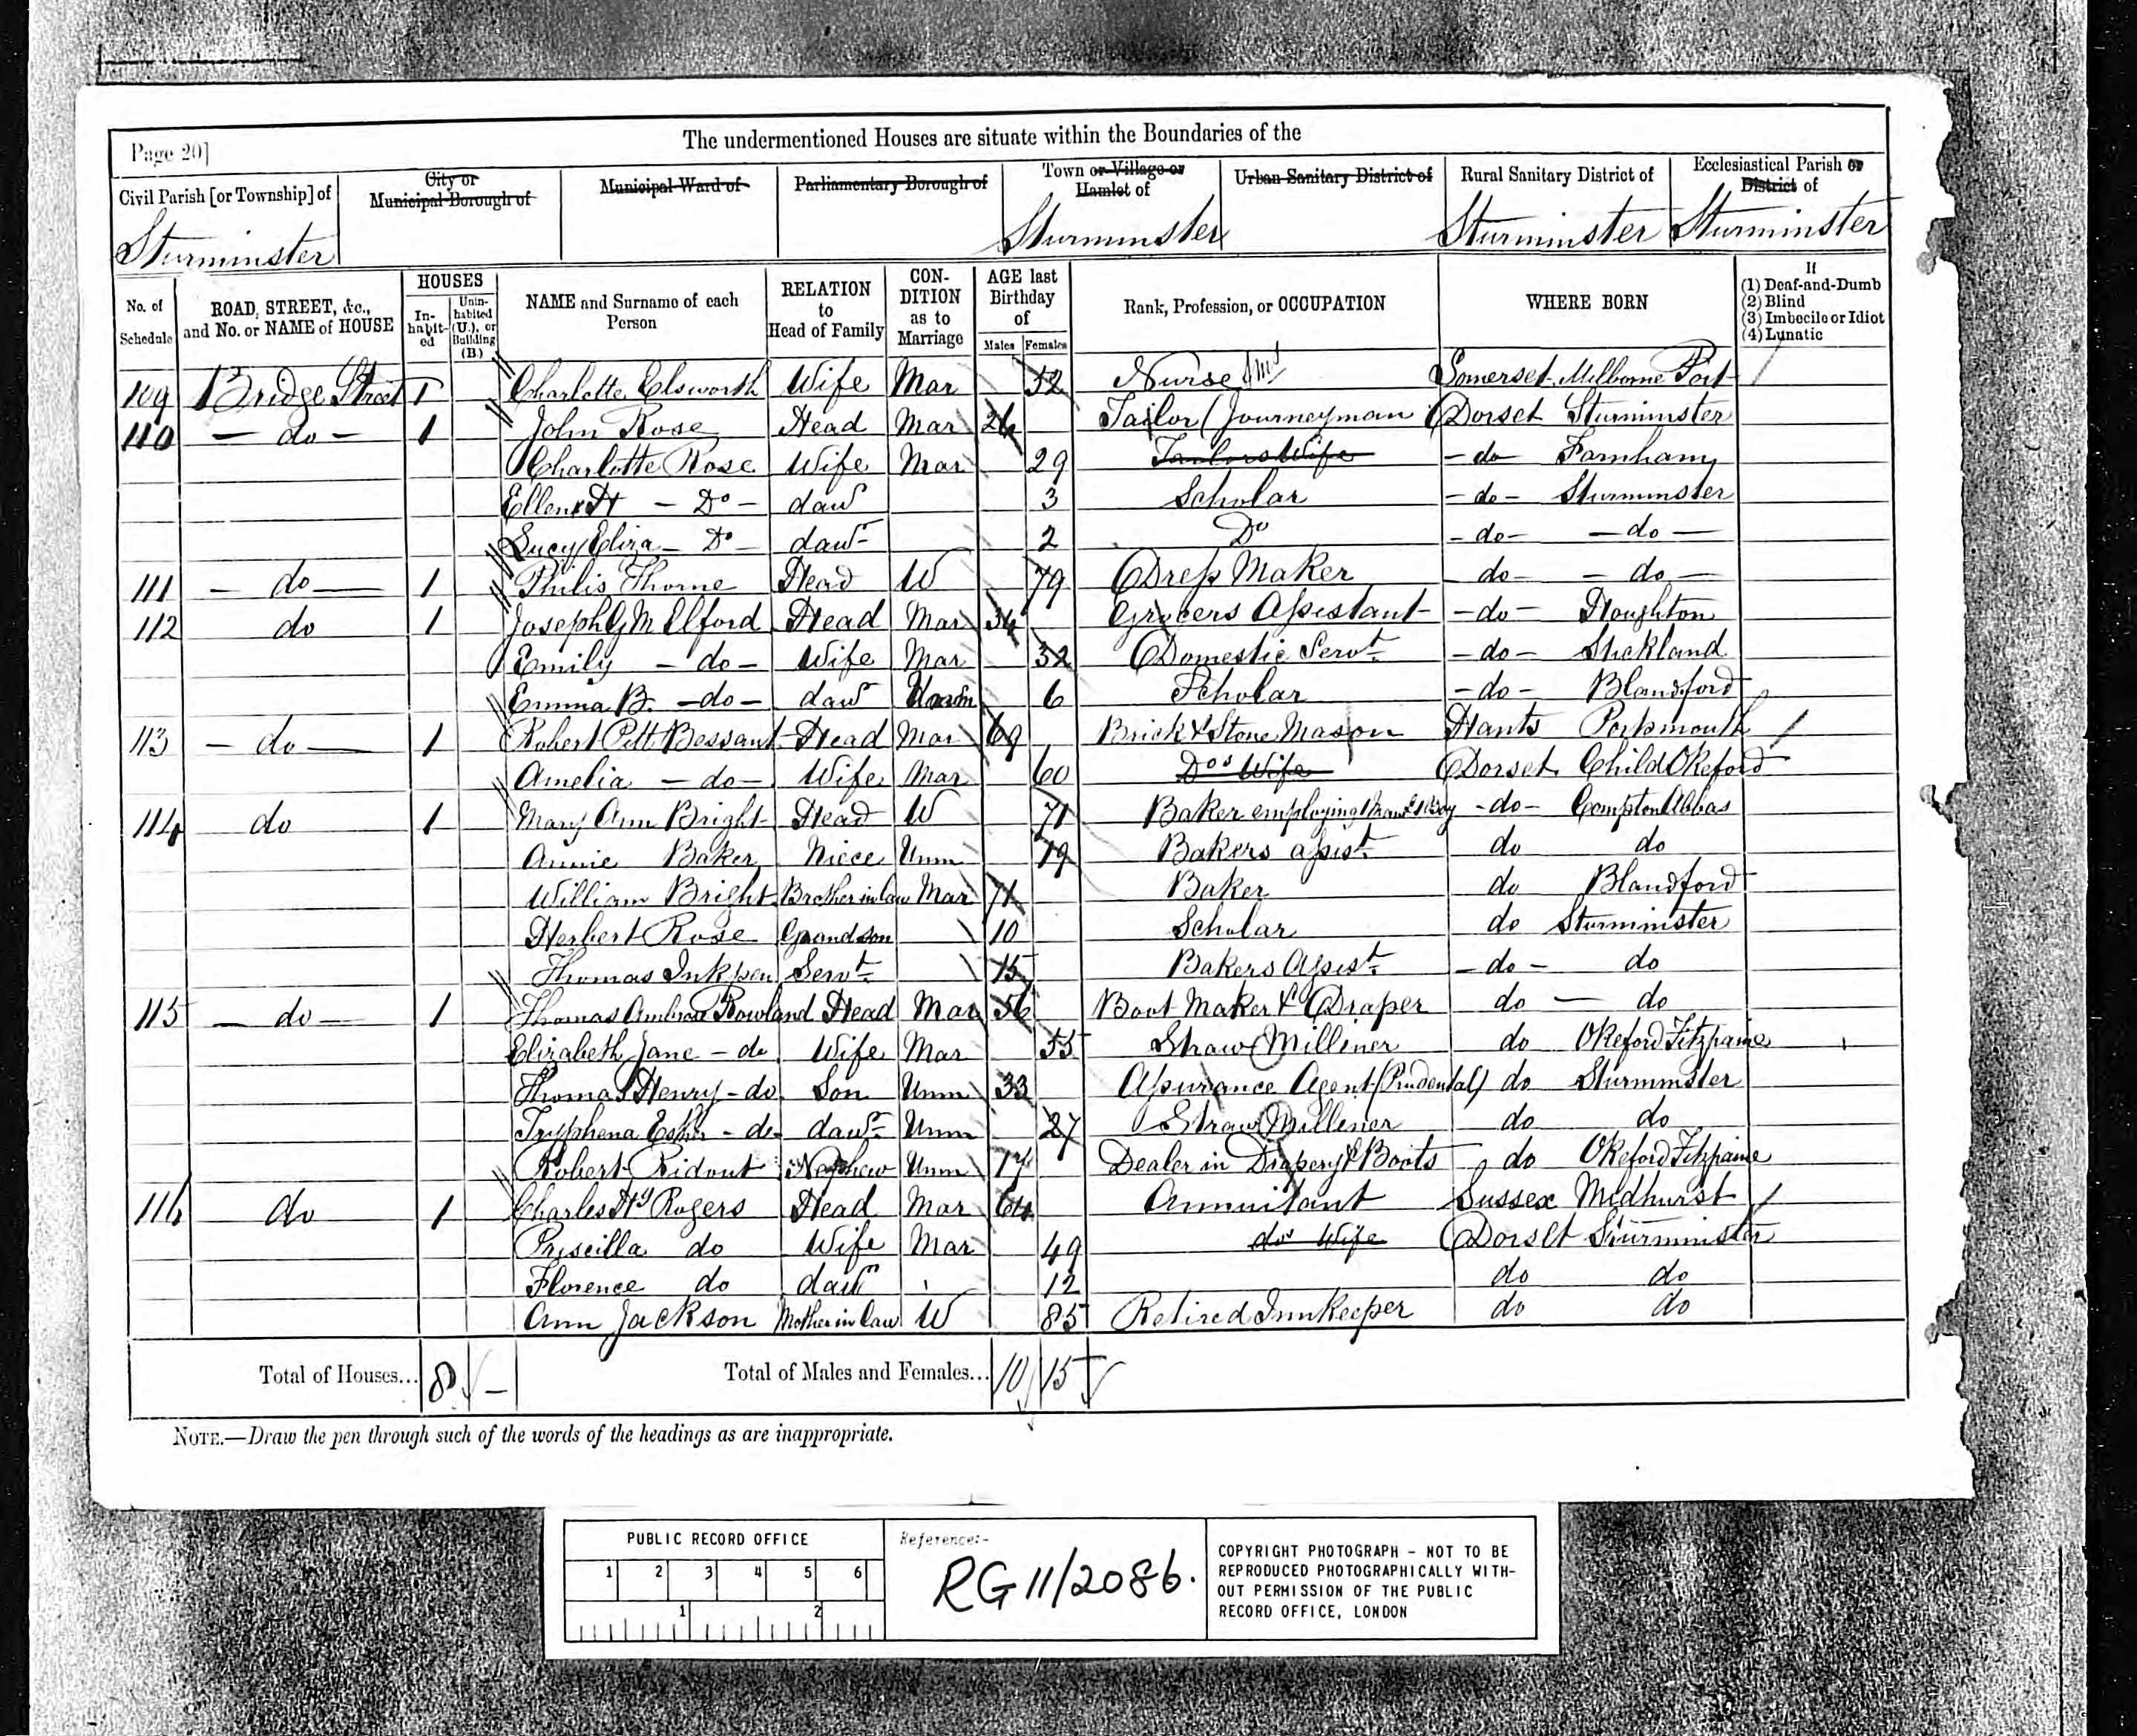 Page 20]
The undermentioned Houses are situate within the Boundaries of the
Civil Parish [or Township] of City or Municipal Borough of Municipal Ward of Parliamentary Borough of Town or Village or Hamlet of Urban Sanitary District of Rural Sanitary District of Ecclesiastical Parish or District of
Sturminster Sturminster Sturminster Sturminster
No. of Schedule ROAD, STREET, &c., and No. or NAME of HOUSE HOUSES Inhabited Uninhabited (U.), or Building (B.) NAME and Surname of each Person RELATION to Head of Family CONDITION as to Marriage AGE last Birthday of Males Females Rank, Profession, or OCCUPATION WHERE BORN If (1) Deaf-and-Dumb (2) Blind (3) Imbecile or Idiot (4) Lunatic
109 Bridge Street 1 Charlotte Elsworth Wife Mar 52 Nurse Somerset Milborne Port
110 — do — 1 John Rose Head Mar 26 Tailor (Journeyman Dorset Sturminster
Charlotte Rose Wife Mar 29 Tailors Wife — do — Farnham
Ellen H — Do — daur 3 Scholar — do — Sturminster
Lucy Eliza — Do — daur 2 Do — do — — do —
111 — do — 1 Philis Thorne Head W 79 Dress Maker — do — — do —
112 do 1 Joseph G M Elford Head Mar 34 Grocers Assistant — do — Houghton
Emily — do — Wife Mar 32 Domestic Servt — do — Stickland
Emma B. — do — daur 6 Scholar — do — Blandford
113 — do — 1 Robert Pitt Bessant Head Mar 69 Brick & Stone Mason Hants Portsmouth
Amelia — do — Wife Mar 60 Dos Wife Dorset Child Okeford
114 do 1 Mary Ann Bright Head W 71 Baker employing 1 man & 1 Boy — do — Compton Abbas
Annie Baker Niece Unm 19 Bakers assist do do
William Bright Brother in law Mar 71 Baker do Blandford
Herbert Rose Grandson 10 Scholar do Sturminster
Thomas Inkpen Servt 15 Bakers Assist — do — do
115 — do — 1 Thomas Ambrose Rowland Head Mar 56 Boot Maker & Draper do — do
Elizabeth Jane — do Wife Mar 55 Straw Milliner do Okeford Fitzpaine
Thomas Henry — do Son Unm 33 Assurance Agent (Prudental) do Sturminster
Tryphena Esther — do — daur Unm 27 Straw Millener do do
Robert Ridout Nephew Unm 17 Dealer in Drapery & Boots do Okeford Fitzpaine
116 do 1 Charles Hy Rogers Head Mar 64 Annuitant Sussex Midhurst
Priscilla do Wife Mar 49 dos Wife Dorset Sturminster
Florence do daur 12 do do
Ann Jackson Mother in law W 85 Retired Innkeeper do do
Total of Houses... 8 — Total of Males and Females... 10 15
NOTE.—Draw the pen through such of the words of the headings as are inappropriate.
PUBLIC RECORD OFFICE
1 2 3 4 5 6
1 2
Reference:-
RG 11/2086.
COPYRIGHT PHOTOGRAPH – NOT TO BE
REPRODUCED PHOTOGRAPHICALLY WITH-
OUT PERMISSION OF THE PUBLIC
RECORD OFFICE, LONDON